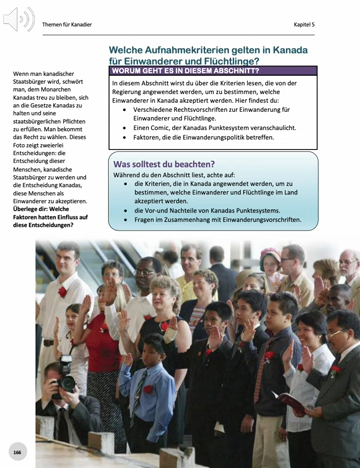 Themen für Kanadier
Kapitel 5
Welche Aufnahmekriterien gelten in Kanada
für Einwanderer und Flüchtlinge?
WORUM GEHT ES IN DIESEM ABSCHNITT?
In diesem Abschnitt wirst du über die Kriterien lesen, die von der
Regierung angewendet werden, um zu bestimmen, welche
Einwanderer in Kanada akzeptiert werden. Hier findest du:
• Verschiedene Rechtsvorschriften zur Einwanderung für
Einwanderer und Flüchtlinge.
• Einen Comic, der Kanadas Punktesystem veranschaulicht.
• Faktoren, die die Einwanderungspolitik betreffen.
Wenn man kanadischer
Staatsbürger wird, schwört
man, dem Monarchen
Kanadas treu zu bleiben, sich
an die Gesetze Kanadas zu
halten und seine
staatsbürgerlichen Pflichten
zu erfüllen. Man bekommt
das Recht zu wählen. Dieses
Foto zeigt zweierlei
Entscheidungen: die
Entscheidung dieser
Menschen, kanadische
Staatsbürger zu werden und
die Entscheidung Kanadas,
diese Menschen als
Einwanderer zu akzeptieren.
Überlege dir: Welche
Faktoren hatten Einfluss auf
diese Entscheidungen?
Was solltest du beachten?
Während du den Abschnitt liest, achte auf:
• die Kriterien, die in Kanada angewendet werden, um zu
bestimmen, welche Einwanderer und Flüchtlinge im Land
akzeptiert werden.
• die Vor-und Nachteile von Kanadas Punktesystems.
• Fragen im Zusammenhang mit Einwanderungsvorschriften.
166